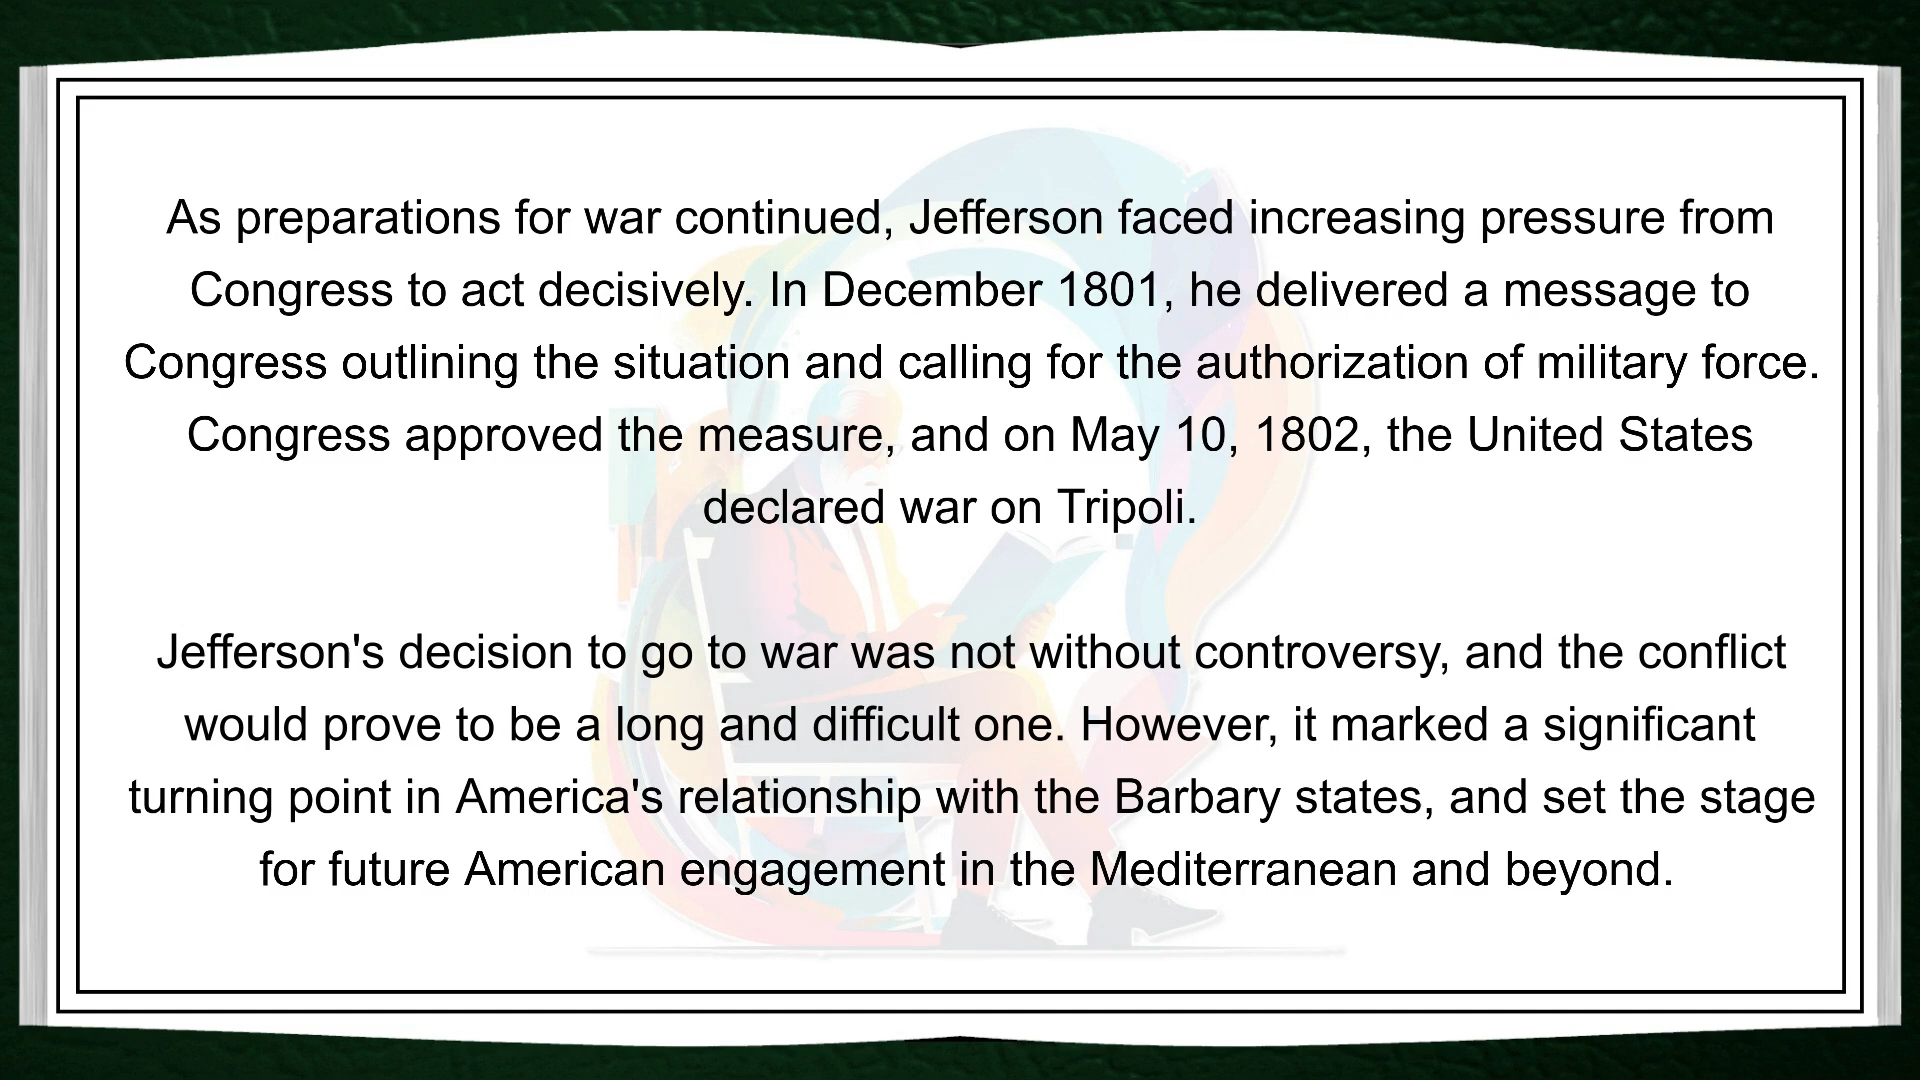 As preparations for war continued, Jefferson faced increasing pressure from
Congress to act decisively. In December 1801, he delivered a message to
Congress outlining the situation and calling for the authorization of military force.
Congress approved the measure, and on May 10, 1802, the United States
declared war on Tripoli.
Jefferson's decision to go to war was not without controversy, and the conflict
would prove to be a long and difficult one. However, it marked a significant
turning point in America's relationship with the Barbary states, and set the stage
for future American engagement in the Mediterranean and beyond.